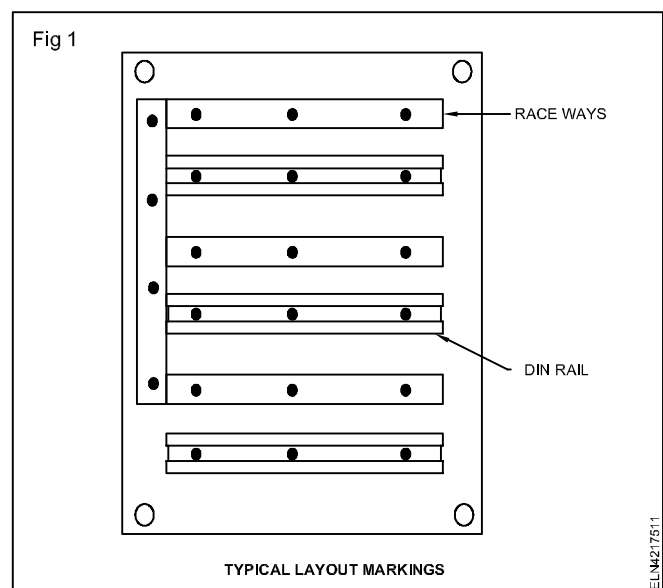 Fig 1
RACE WAYS
DIN RAIL
TYPICAL LAYOUT MARKINGS
ELN4217511